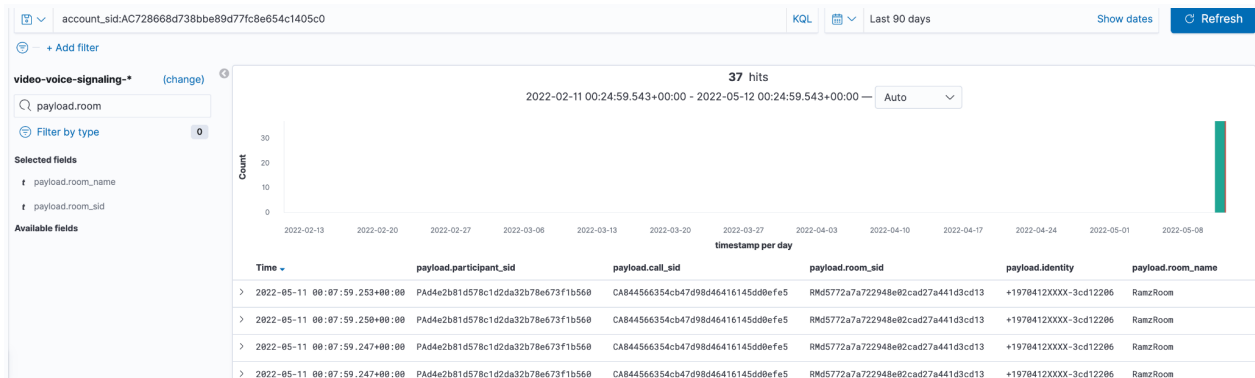 account_sid:AC728668d738bbe89d77fc8e654c1405c0 KQL Last 90 days Show dates Refresh
+ Add filter
video-voice-signaling-* (change)
payload.room
Filter by type 0
Selected fields
t payload.room_name
t payload.room_sid
Available fields
37 hits
2022-02-11 00:24:59.543+00:00 - 2022-05-12 00:24:59.543+00:00 — Auto
Count
30
20
10
0
2022-02-13 2022-02-20 2022-02-27 2022-03-06 2022-03-13 2022-03-20 2022-03-27 2022-04-03 2022-04-10 2022-04-17 2022-04-24 2022-05-01 2022-05-08
timestamp per day
Time payload.participant_sid payload.call_sid payload.room_sid payload.identity payload.room_name
2022-05-11 00:07:59.253+00:00 PAd4e2b81d578c1d2da32b78e673f1b560 CA844566354cb47d98d46416145dd0efe5 RMd5772a7a722948e02cad27a441d3cd13 +1970412XXXX-3cd12206 RamzRoom
2022-05-11 00:07:59.250+00:00 PAd4e2b81d578c1d2da32b78e673f1b560 CA844566354cb47d98d46416145dd0efe5 RMd5772a7a722948e02cad27a441d3cd13 +1970412XXXX-3cd12206 RamzRoom
2022-05-11 00:07:59.247+00:00 PAd4e2b81d578c1d2da32b78e673f1b560 CA844566354cb47d98d46416145dd0efe5 RMd5772a7a722948e02cad27a441d3cd13 +1970412XXXX-3cd12206 RamzRoom
2022-05-11 00:07:59.247+00:00 PAd4e2b81d578c1d2da32b78e673f1b560 CA844566354cb47d98d46416145dd0efe5 RMd5772a7a722948e02cad27a441d3cd13 +1970412XXXX-3cd12206 RamzRoom